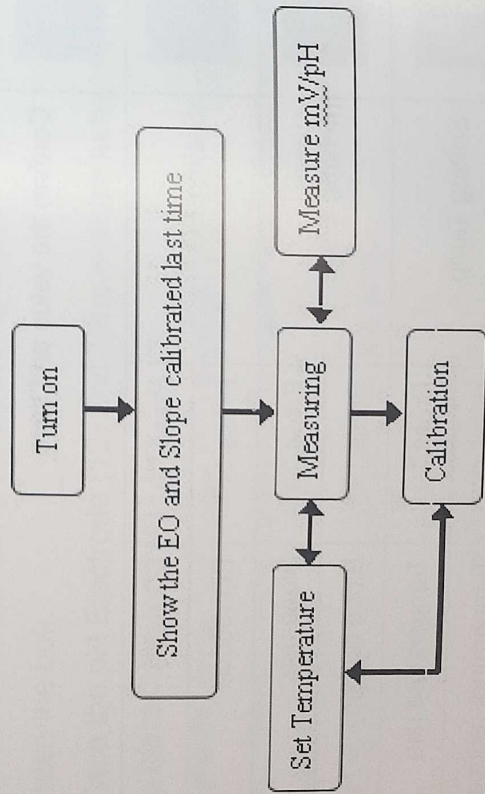 Turn on
Show the EO and Slope calibrated last time
Set Temperature
Measuring
Measure mV/pH
Calibration